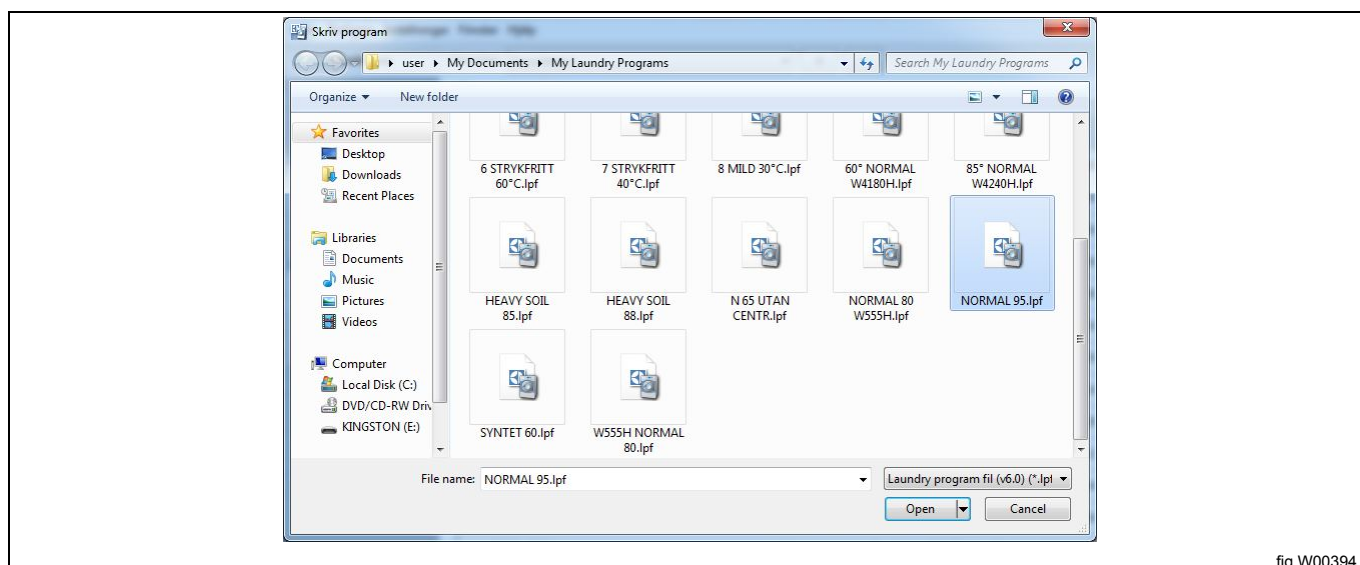 Skriv program
user ▸ My Documents ▸ My Laundry Programs
Search My Laundry Programs
Organize
New folder
Favorites
Desktop
Downloads
Recent Places
Libraries
Documents
Music
Pictures
Videos
Computer
Local Disk (C:)
DVD/CD-RW Driv
KINGSTON (E:)
6 STRYKFRITT
60°C.lpf
7 STRYKFRITT
40°C.lpf
8 MILD 30°C.lpf
60° NORMAL
W4180H.lpf
85° NORMAL
W4240H.lpf
HEAVY SOIL
85.lpf
HEAVY SOIL
88.lpf
N 65 UTAN
CENTR.lpf
NORMAL 80
W555H.lpf
NORMAL 95.lpf
SYNTET 60.lpf
W555H NORMAL
80.lpf
File name: NORMAL 95.lpf
Laundry program fil (v6.0) (*.lpf
Open
Cancel
fig.W00394